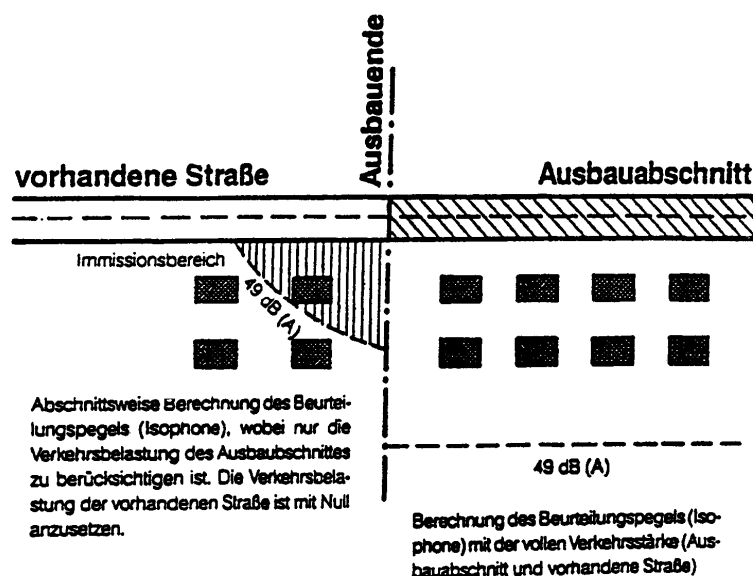 Ausbauende
vorhandene Straße
Ausbauabschnitt
Immissionsbereich
49 dB (A)
Abschnittsweise Berechnung des Beurtei-
lungspegels (Isophone), wobei nur die
Verkehrsbelastung des Ausbaubschnittes
zu berücksichtigen ist. Die Verkehrsbela-
stung der vorhandenen Straße ist mit Null
anzusetzen.
49 dB (A)
Berechnung des Beurteilungspegels (Iso-
phone) mit der vollen Verkehrsstärke (Aus-
bauabschnitt und vorhandene Straße)